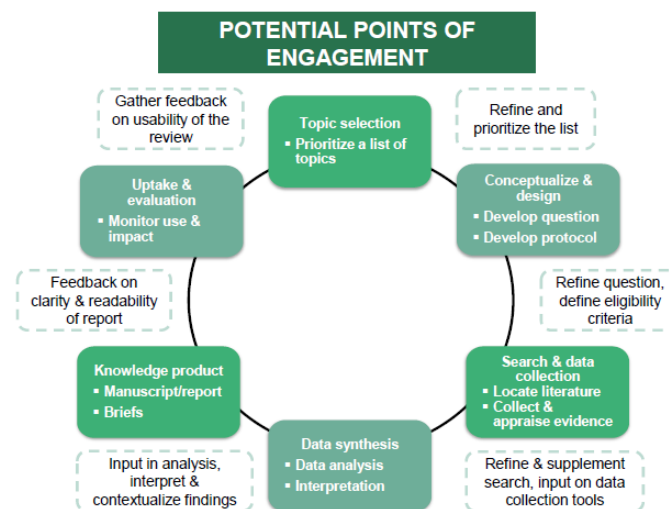 POTENTIAL POINTS OF
ENGAGEMENT
Gather feedback
on usability of the
review
Topic selection
▪ Prioritize a list of
topics
Refine and
prioritize the list
Uptake &
evaluation
▪ Monitor use &
impact
Conceptualize &
design
▪ Develop question
▪ Develop protocol
Feedback on
clarity & readability
of report
Refine question,
define eligibility
criteria
Knowledge product
▪ Manuscript/report
▪ Briefs
Search & data
collection
▪ Locate literature
▪ Collect &
appraise evidence
Data synthesis
▪ Data analysis
▪ Interpretation
Input in analysis,
interpret &
contextualize findings
Refine & supplement
search, input on data
collection tools